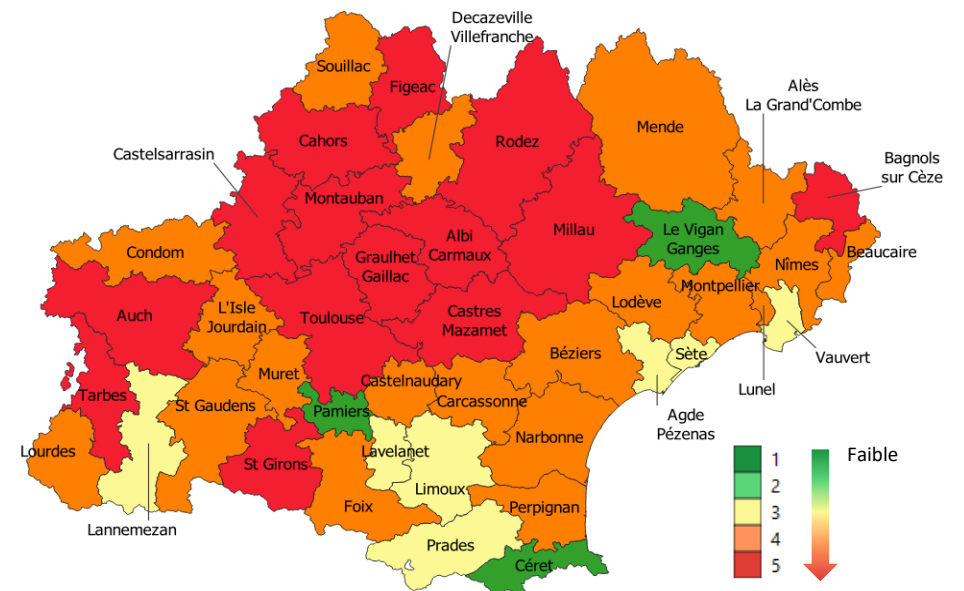 Decazeville
Villefranche
Souillac
Figeac
Alès
La Grand'Combe
Mende
Cahors
Rodez
Castelsarrasin
Bagnols
sur Cèze
Montauban
Millau
Le Vigan
Ganges
Albi
Carmaux
Graulhet
Gaillac
Condom
Beaucaire
Nîmes
Montpellier
Lodève
L'Isle
Jourdain
Auch
Toulouse
Castres
Mazamet
Béziers
Sète
Vauvert
Muret
Castelnaudary
Lunel
Tarbes
St Gaudens
Pamiers
Carcassonne
Agde
Pézenas
Narbonne
Lourdes
Lavelanet
St Girons
Limoux
Foix
Perpignan
Lannemezan
Prades
Céret
Faible
1
2
3
4
5